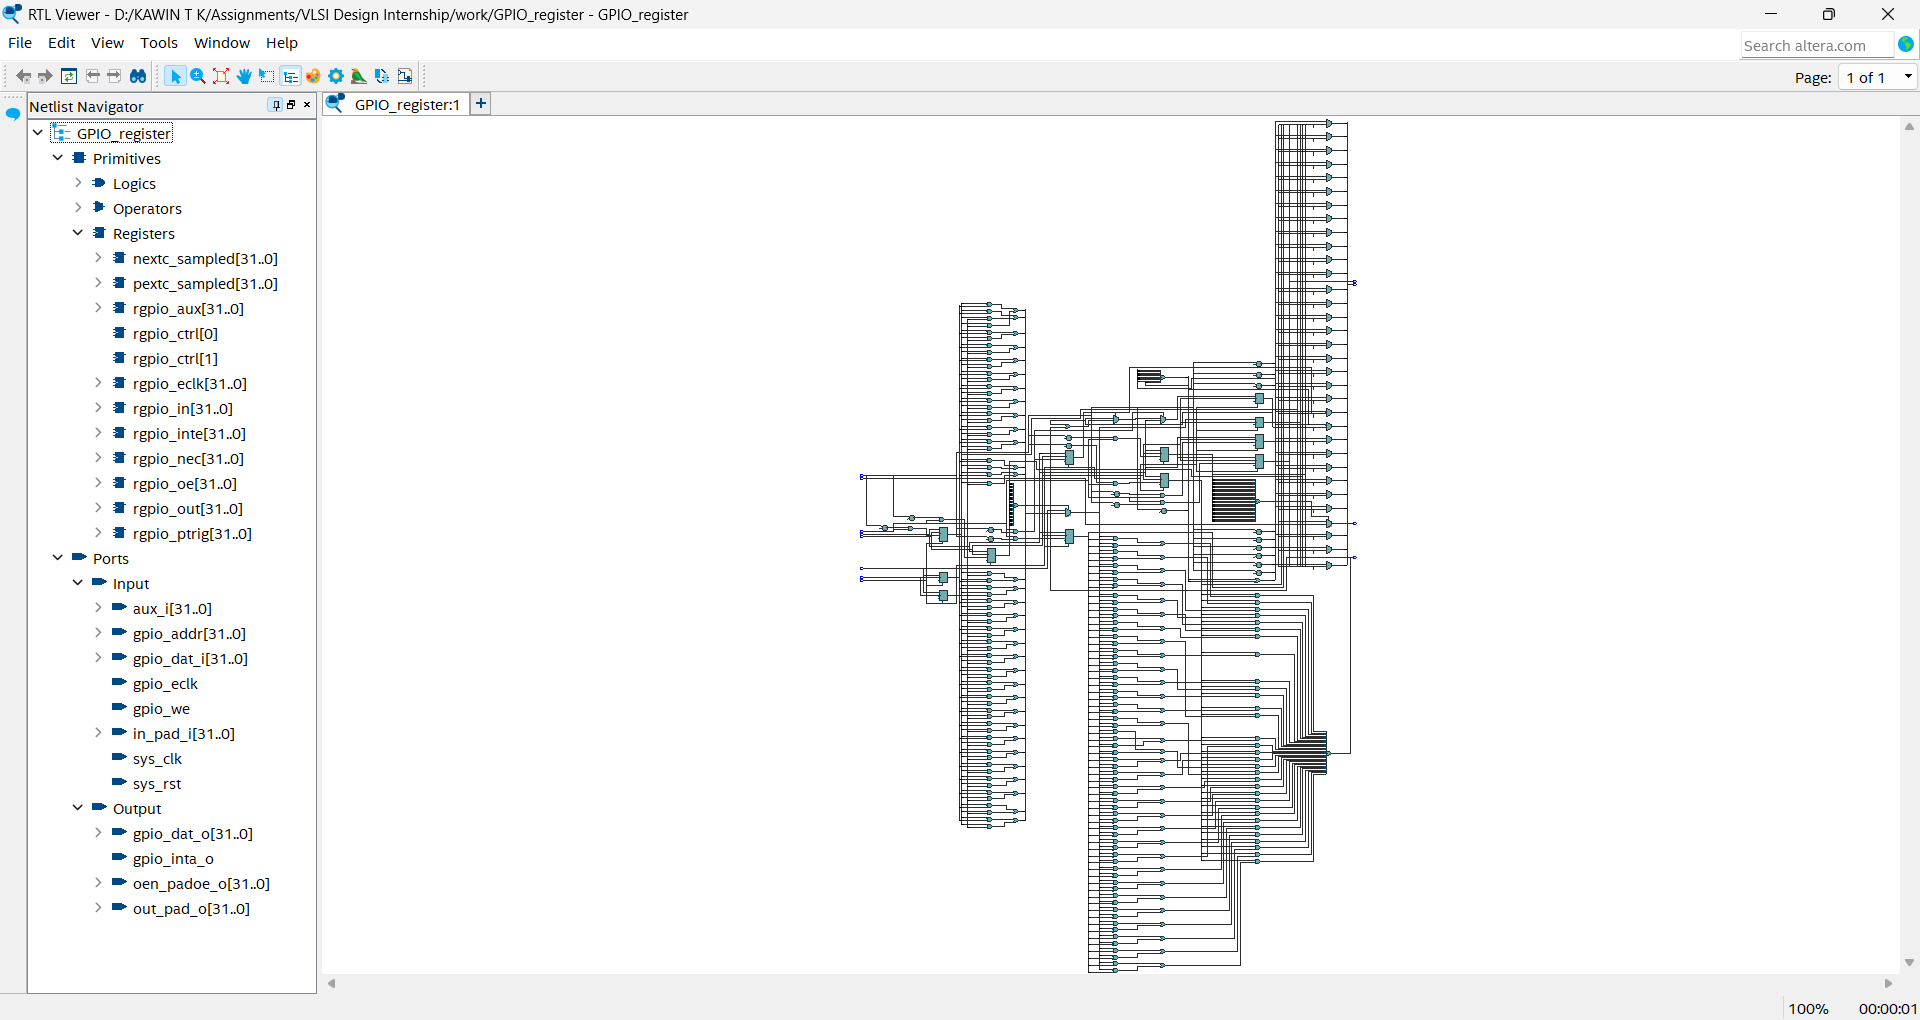 RTL Viewer - D:/KAWIN T K/Assignments/VLSI Design Internship/work/GPIO_register - GPIO_register
File Edit View Tools Window Help
Search altera.com
Page: 1 of 1
Netlist Navigator
GPIO_register:1
GPIO_register
Primitives
Logics
Operators
Registers
nextc_sampled[31..0]
pextc_sampled[31..0]
rgpio_aux[31..0]
rgpio_ctrl[0]
rgpio_ctrl[1]
rgpio_eclk[31..0]
rgpio_in[31..0]
rgpio_inte[31..0]
rgpio_nec[31..0]
rgpio_oe[31..0]
rgpio_out[31..0]
rgpio_ptrig[31..0]
Ports
Input
aux_i[31..0]
gpio_addr[31..0]
gpio_dat_i[31..0]
gpio_eclk
gpio_we
in_pad_i[31..0]
sys_clk
sys_rst
Output
gpio_dat_o[31..0]
gpio_inta_o
oen_padoe_o[31..0]
out_pad_o[31..0]
100% 00:00:01